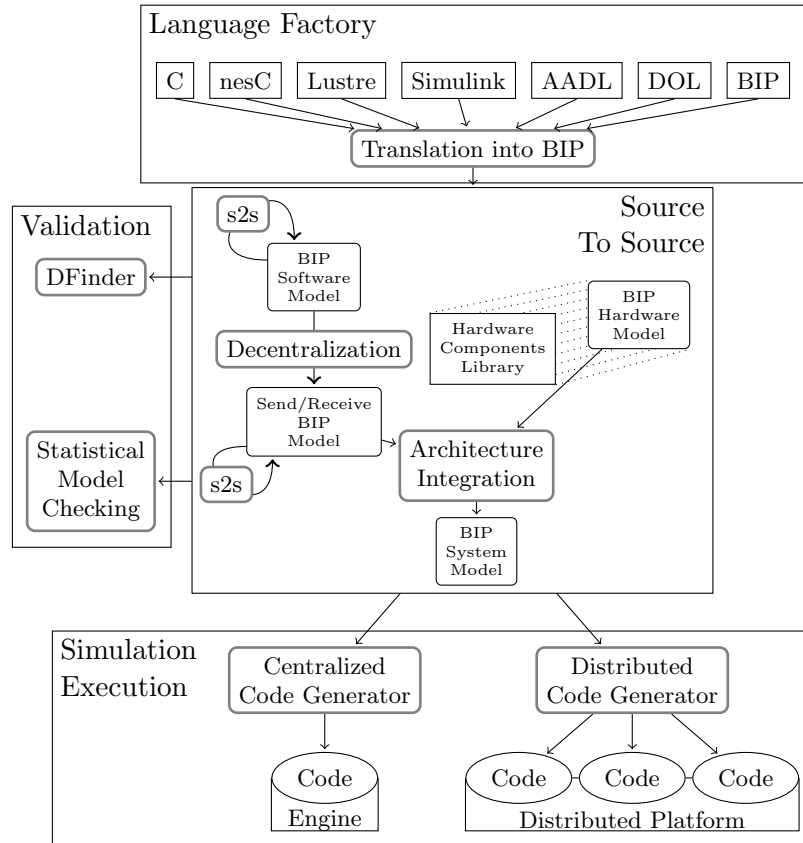 Language Factory
C
nesC
Lustre
Simulink
AADL
DOL
BIP
Translation into BIP
Validation
DFinder
Statistical
Model
Checking
Source
To Source
s2s
BIP
Software
Model
Decentralization
Send/Receive
BIP
Model
s2s
Hardware
Components
Library
BIP
Hardware
Model
Architecture
Integration
BIP
System
Model
Simulation
Execution
Centralized
Code Generator
Code
Engine
Distributed
Code Generator
Code
Code
Code
Distributed Platform